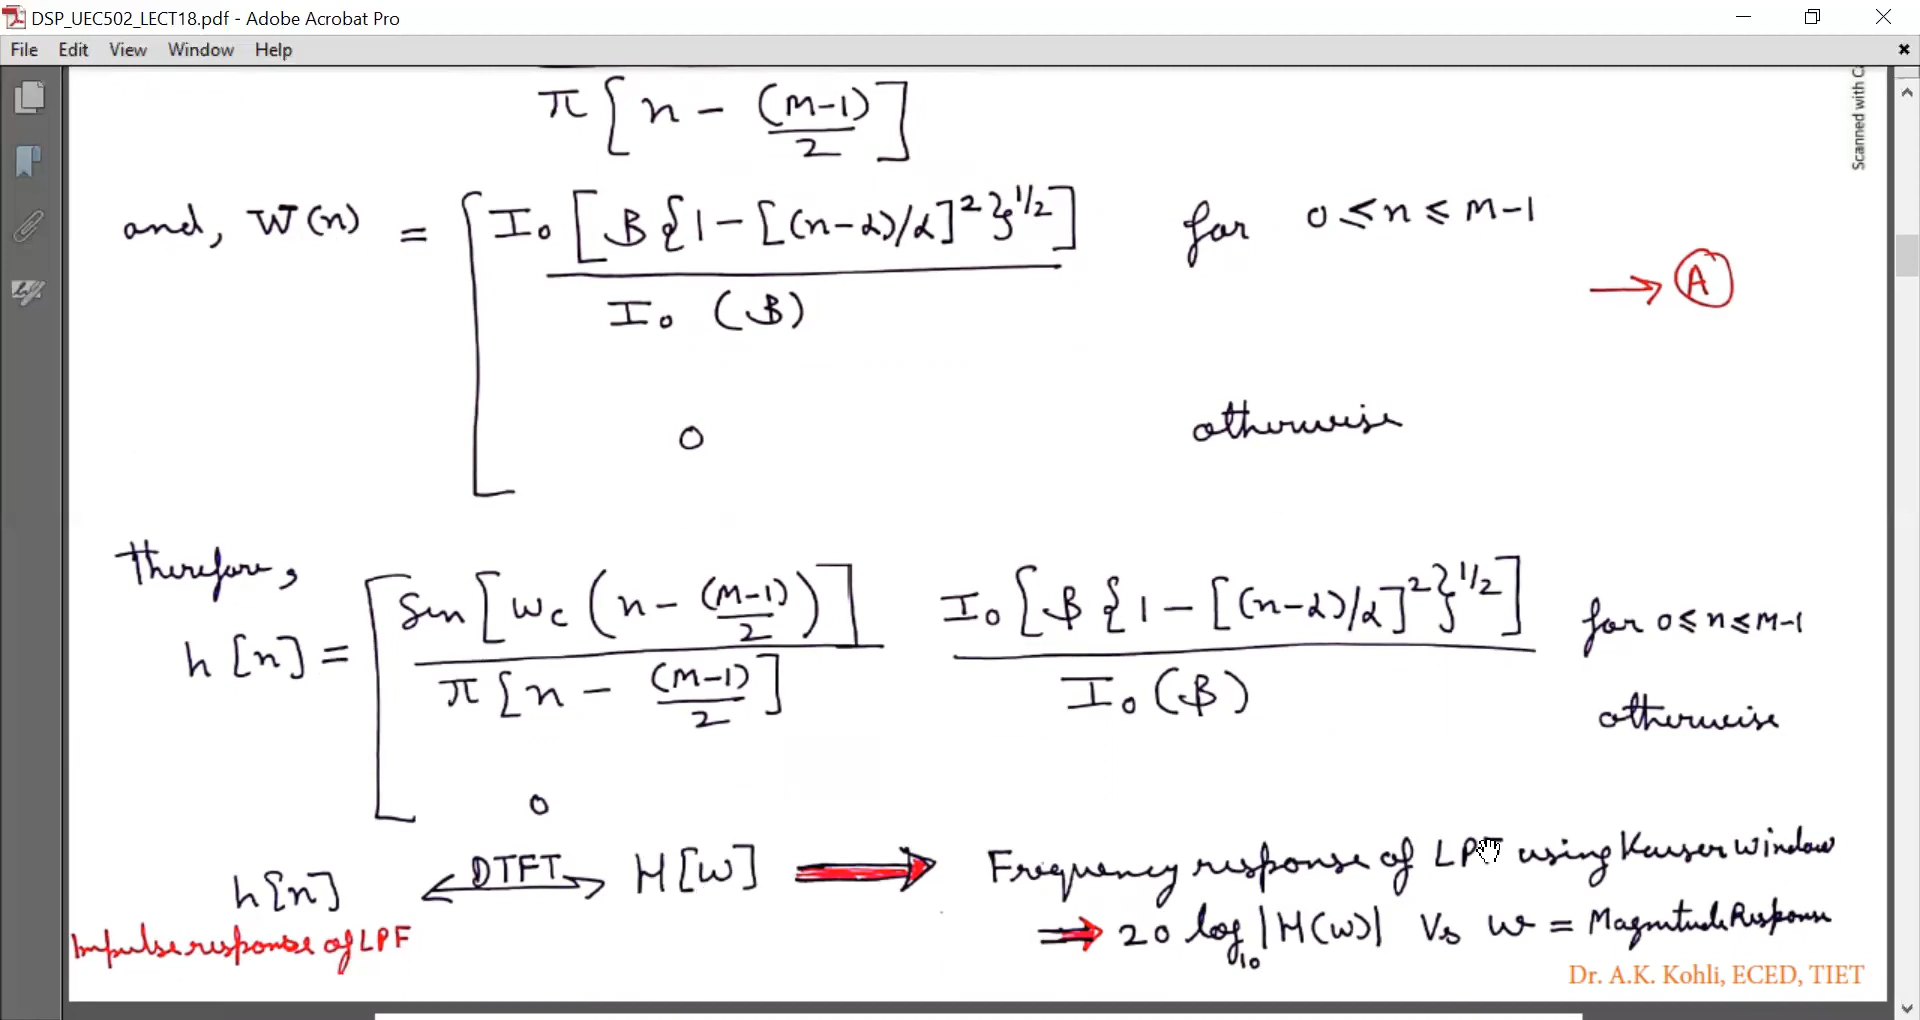 DSP_UEC502_LECT18.pdf - Adobe Acrobat Pro
File Edit View Window Help
Scanned with C
π [n - (M-1)/2]
and, W(n) = I₀[β{1-[(n-α)/α]²}^1/2] / I₀(β) for 0 ≤ n ≤ M-1
→ A
0 otherwise
Therefore,
h[n] = Sin[ωc(n - (M-1)/2)] / π[n - (M-1)/2] I₀[β{1-[(n-α)/α]²}^1/2] / I₀(β) for 0 ≤ n ≤ M-1
0 otherwise
h[n] ←DTFT→ H[ω] ⇒ Frequency response of LPF using Kaiser Window
Impulse response of LPF
⇒ 20 log₁₀ |H(ω)| Vs ω = Magnitude Response
Dr. A.K. Kohli, ECED, TIET